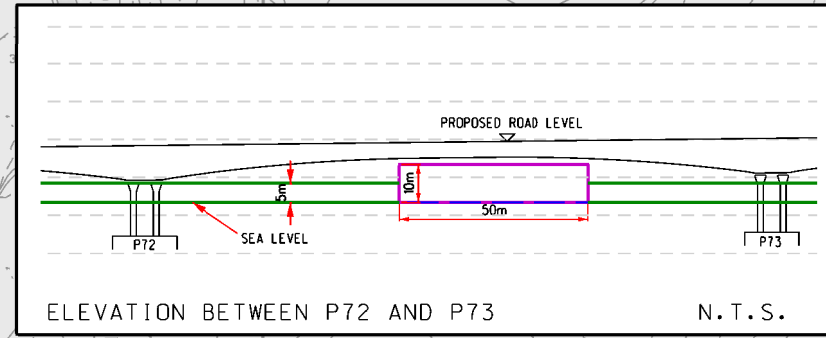 PROPOSED ROAD LEVEL
10m
5m
50m
SEA LEVEL
P72
P73
ELEVATION BETWEEN P72 AND P73
N.T.S.